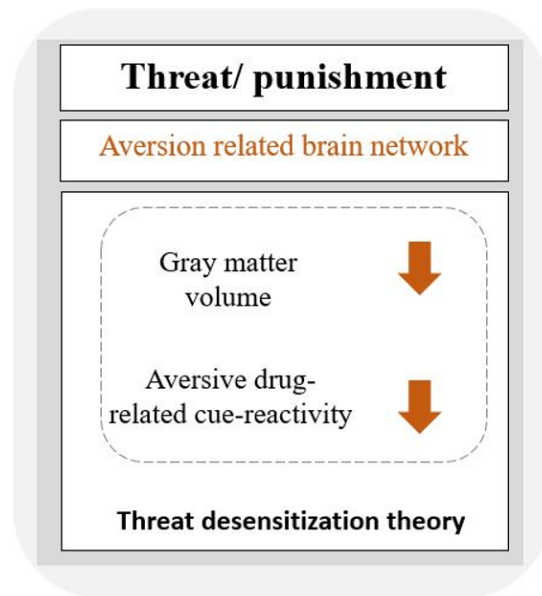 Threat/ punishment
Aversion related brain network
Gray matter
volume
Aversive drug-
related cue-reactivity
Threat desensitization theory